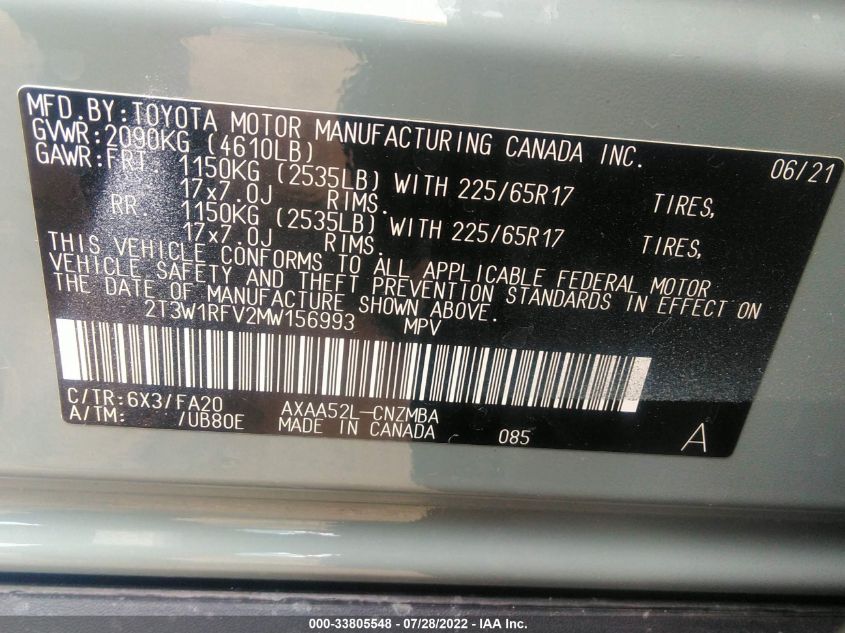 MFD.BY:TOYOTA MOTOR MANUFACTURING CANADA INC. 06/21
GVWR:2090KG (4610LB)
GAWR:FRT. 1150KG (2535LB) WITH 225/65R17 TIRES,
17x7.0J RIMS.
RR. 1150KG (2535LB) WITH 225/65R17 TIRES,
17x7.0J RIMS.
THIS VEHICLE CONFORMS TO ALL APPLICABLE FEDERAL MOTOR
VEHICLE SAFETY AND THEFT PREVENTION STANDARDS IN EFFECT ON
THE DATE OF MANUFACTURE SHOWN ABOVE.
2T3W1RFV2MW156993 MPV
C/TR:6X3/FA20 AXAA52L-CNZMBA
A/TM: /UB80E MADE IN CANADA 085 A
000-33805548 - 07/28/2022 - IAA Inc.